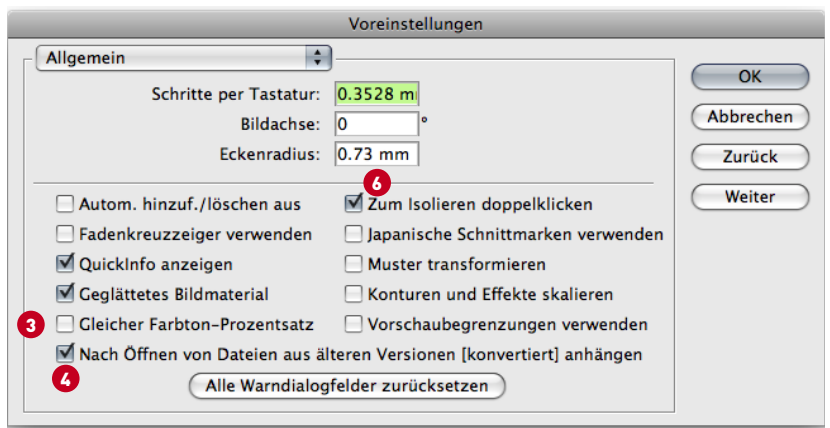 Voreinstellungen
Allgemein
OK
Schritte per Tastatur: 0.3528 m
Abbrechen
Bildachse: 0 °
Eckenradius: 0.73 mm
Zurück
6
Weiter
Autom. hinzuf./löschen aus
Zum Isolieren doppelklicken
Fadenkreuzzeiger verwenden
Japanische Schnittmarken verwenden
QuickInfo anzeigen
Muster transformieren
Geglättetes Bildmaterial
Konturen und Effekte skalieren
3 Gleicher Farbton-Prozentsatz
Vorschaubegrenzungen verwenden
Nach Öffnen von Dateien aus älteren Versionen [konvertiert] anhängen
4
Alle Warndialogfelder zurücksetzen